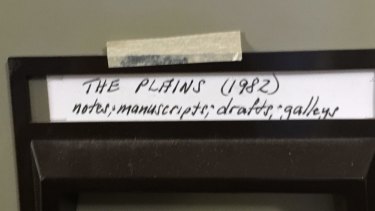 THE PLAINS (1982)
notes; manuscripts; drafts; galleys